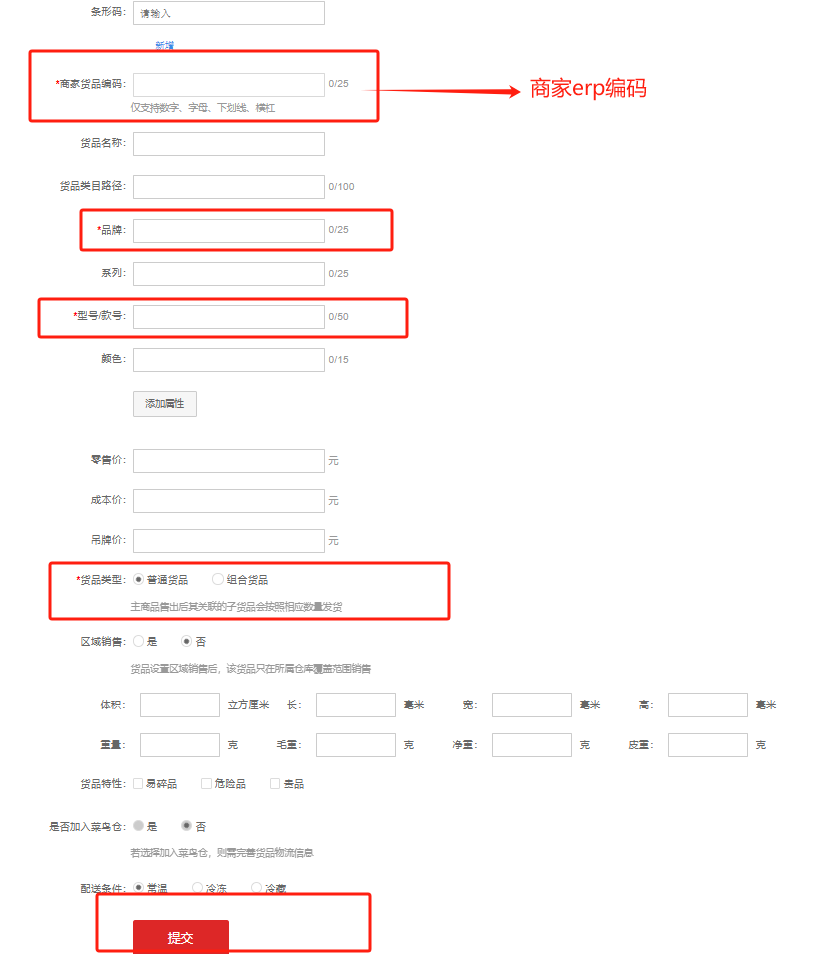 条形码： 请输入
新增
*商家货品编码： 0/25 商家erp编码
仅支持数字、字母、下划线、横杠
货品名称：
货品类目路径： 0/100
*品牌： 0/25
系列： 0/25
*型号/款号： 0/50
颜色： 0/15
添加属性
零售价： 元
成本价： 元
吊牌价： 元
*货品类型： 普通货品 组合货品
主商品售出后其关联的子货品会按照相应数量发货
区域销售： 是 否
货品设置区域销售后，该货品只在所属仓库覆盖范围销售
体积： 立方厘米 长： 毫米 宽： 毫米 高： 毫米
重量： 克 毛重： 克 净重： 克 皮重： 克
货品特性： 易碎品 危险品 贵品
是否加入菜鸟仓： 是 否
若选择加入菜鸟仓，则需完善货品物流信息
配送条件： 常温 冷冻 冷藏
提交